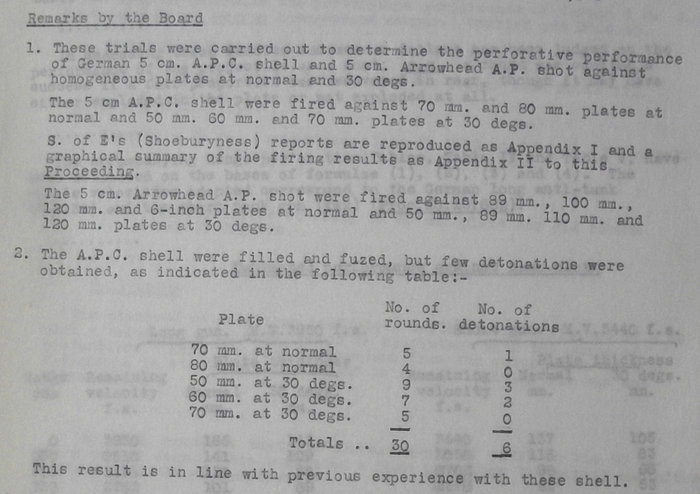 Remarks by the Board
1. These trials were carried out to determine the perforative performance
of German 5 cm. A.P.C. shell and 5 cm. Arrowhead A.P. shot against
homogeneous plates at normal and 30 degs.
The 5 cm A.P.C. shell were fired against 70 mm. and 80 mm. plates at
normal and 50 mm. 60 mm. and 70 mm. plates at 30 degs.
S. of E's (Shoeburyness) reports are reproduced as Appendix I and a
graphical summary of the firing results as Appendix II to this
Proceeding.
The 5 cm. Arrowhead A.P. shot were fired against 89 mm., 100 mm.,
120 mm. and 6-inch plates at normal and 50 mm., 89 mm. 110 mm. and
120 mm. plates at 30 degs.
2. The A.P.C. shell were filled and fuzed, but few detonations were
obtained, as indicated in the following table:-
Plate No. of rounds. No. of detonations
70 mm. at normal 5 1
80 mm. at normal 4 0
50 mm. at 30 degs. 9 3
60 mm. at 30 degs. 7 2
70 mm. at 30 degs. 5 0
Totals .. 30 6
This result is in line with previous experience with these shell.